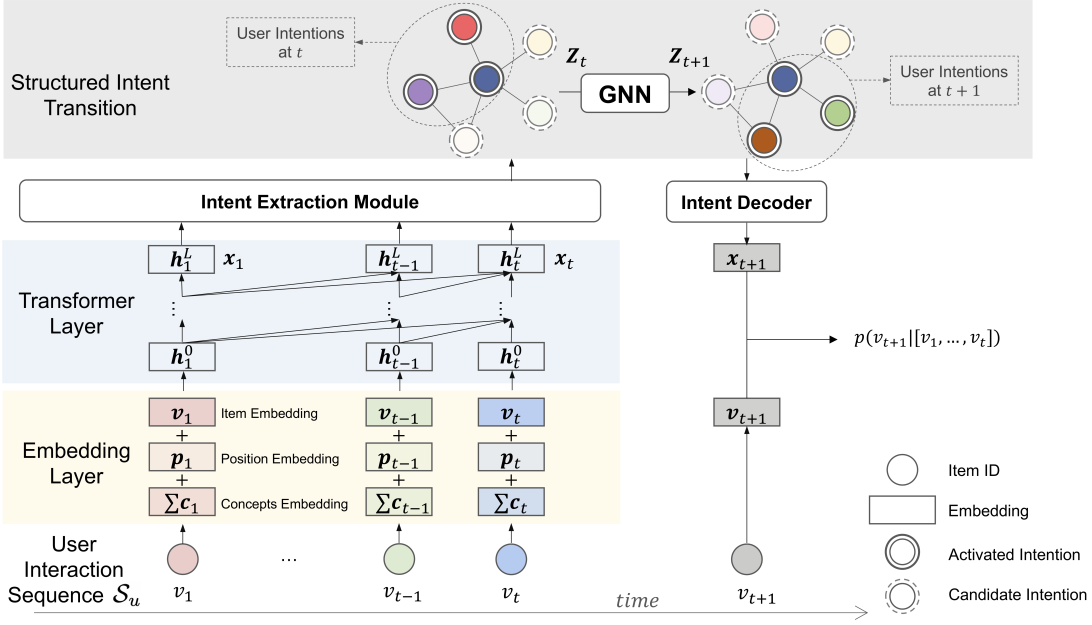 User Intentions
at t
Structured Intent
Transition
Z_t
GNN
Z_{t+1}
User Intentions
at t + 1
Intent Extraction Module
Intent Decoder
Transformer
Layer
h_1^L
x_1
h_{t-1}^L
h_t^L
x_t
x_{t+1}
...
...
...
h_1^0
h_{t-1}^0
h_t^0
p(v_{t+1}|[v_1, ..., v_t])
Embedding
Layer
v_1
Item Embedding
v_{t-1}
v_t
v_{t+1}
+
+
+
p_1
Position Embedding
p_{t-1}
p_t
+
+
+
∑c_1
Concepts Embedding
∑c_{t-1}
∑c_t
User
Interaction
Sequence 𝒮_u
...
v_1
v_{t-1}
v_t
time
v_{t+1}
Item ID
Embedding
Activated Intention
Candidate Intention